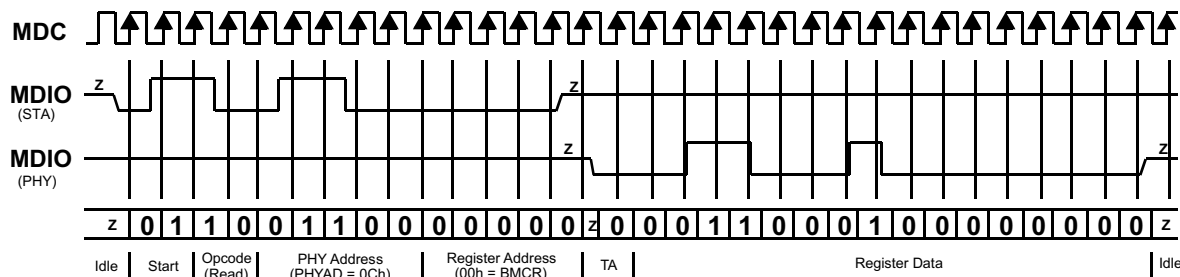 MDC
z
z
MDIO
(STA)
z
z
MDIO
(PHY)
z 0 1 1 0 0 1 1 0 0 0 0 0 0 0 z 0 0 0 1 1 0 0 0 1 0 0 0 0 0 0 0 0 z
Idle
Start
Opcode
(Read)
PHY Address
(PHYAD = 0Ch)
Register Address
(00h = BMCR)
TA
Register Data
Idle